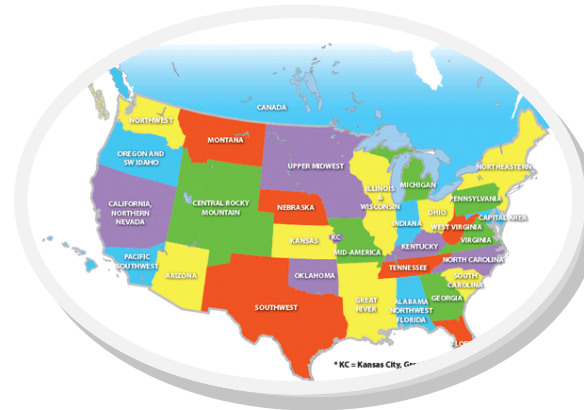 CANADA
NORTHWEST
MONTANA
OREGON AND
SW IDAHO
UPPER MIDWEST
NORTHEASTERN
ILLINOIS
&
WISCONSIN
MICHIGAN
CENTRAL ROCKY
MOUNTAIN
CALIFORNIA,
NORTHERN
NEVADA
NEBRASKA
PENNSYLVANIA
OHIO
INDIANA
CAPITAL AREA
WEST VIRGINIA
VIRGINIA
KANSAS
KC
MID-AMERICA
KENTUCKY
PACIFIC
SOUTHWEST
ARIZONA
OKLAHOMA
TENNESSEE
NORTH CAROLINA
SOUTH
CAROLINA
SOUTHWEST
GREAT
RIVER
ALABAMA
NORTHWEST
FLORIDA
GEORGIA
* KC = Kansas City,